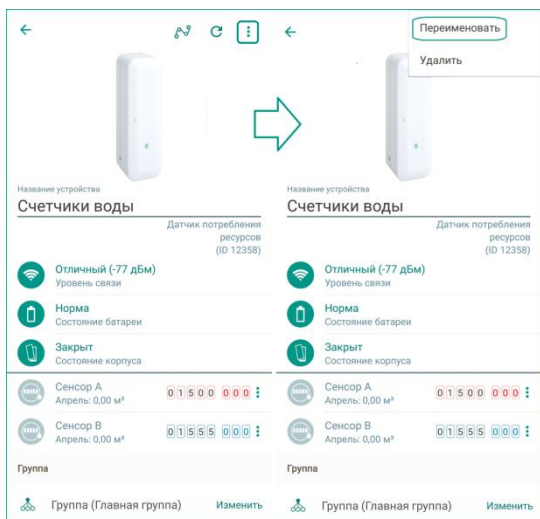 Название устройства
Счетчики воды
Датчик потребления
ресурсов
(ID 12358)
Отличный (-77 дБм)
Уровень связи
Норма
Состояние батареи
Закрыт
Состояние корпуса
Сенсор А
Апрель: 0,00 м³
01500 000
Сенсор В
Апрель: 0,00 м³
01555 000
Группа
Группа (Главная группа) Изменить
Переименовать
Удалить
Название устройства
Счетчики воды
Датчик потребления
ресурсов
(ID 12358)
Отличный (-77 дБм)
Уровень связи
Норма
Состояние батареи
Закрыт
Состояние корпуса
Сенсор А
Апрель: 0,00 м³
01500 000
Сенсор В
Апрель: 0,00 м³
01555 000
Группа
Группа (Главная группа) Изменить